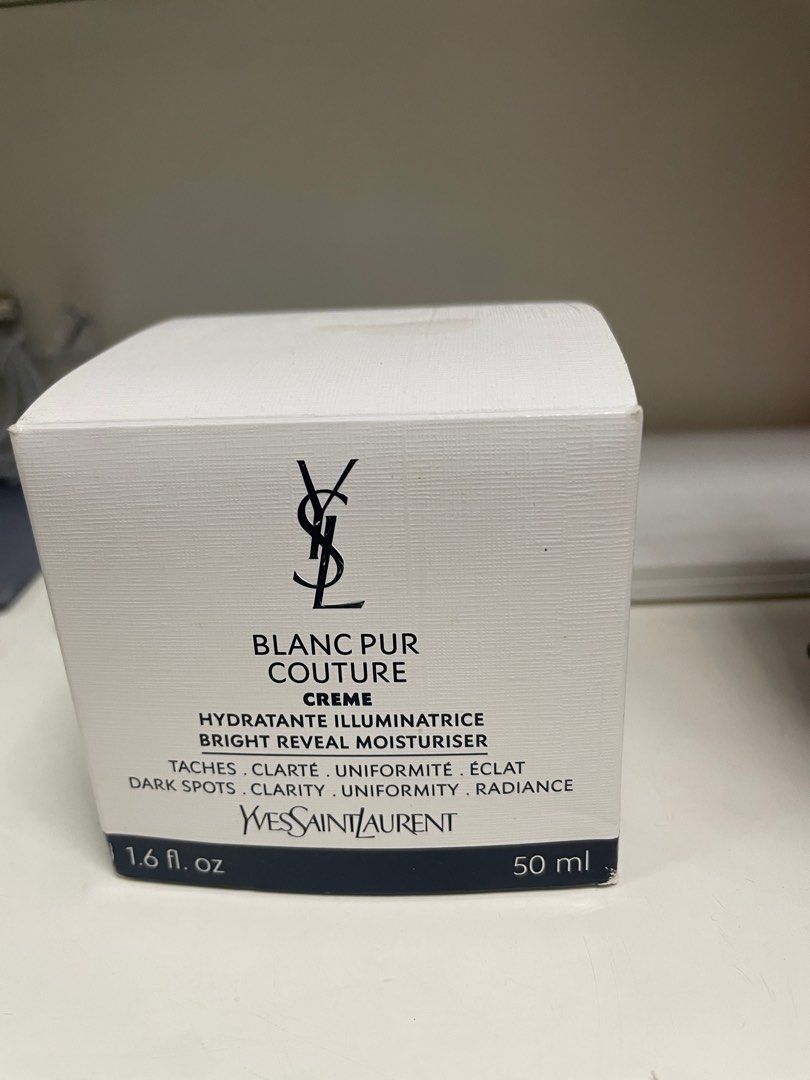 YSL
BLANC PUR
COUTURE
CREME
HYDRATANTE ILLUMINATRICE
BRIGHT REVEAL MOISTURISER
TACHES . CLARTÉ . UNIFORMITÉ . ÉCLAT
DARK SPOTS . CLARITY . UNIFORMITY . RADIANCE
YVESSAINTLAURENT
1.6 fl. oz 50 ml